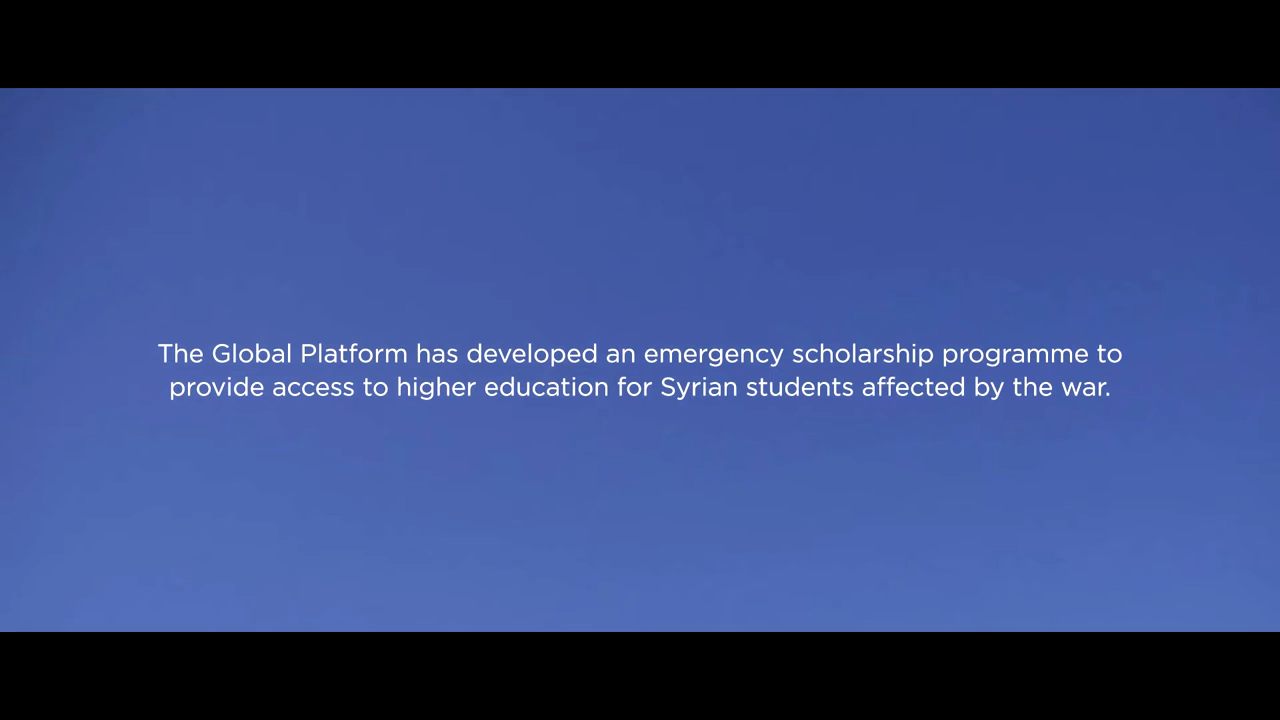 The Global Platform has developed an emergency scholarship programme to
provide access to higher education for Syrian students affected by the war.